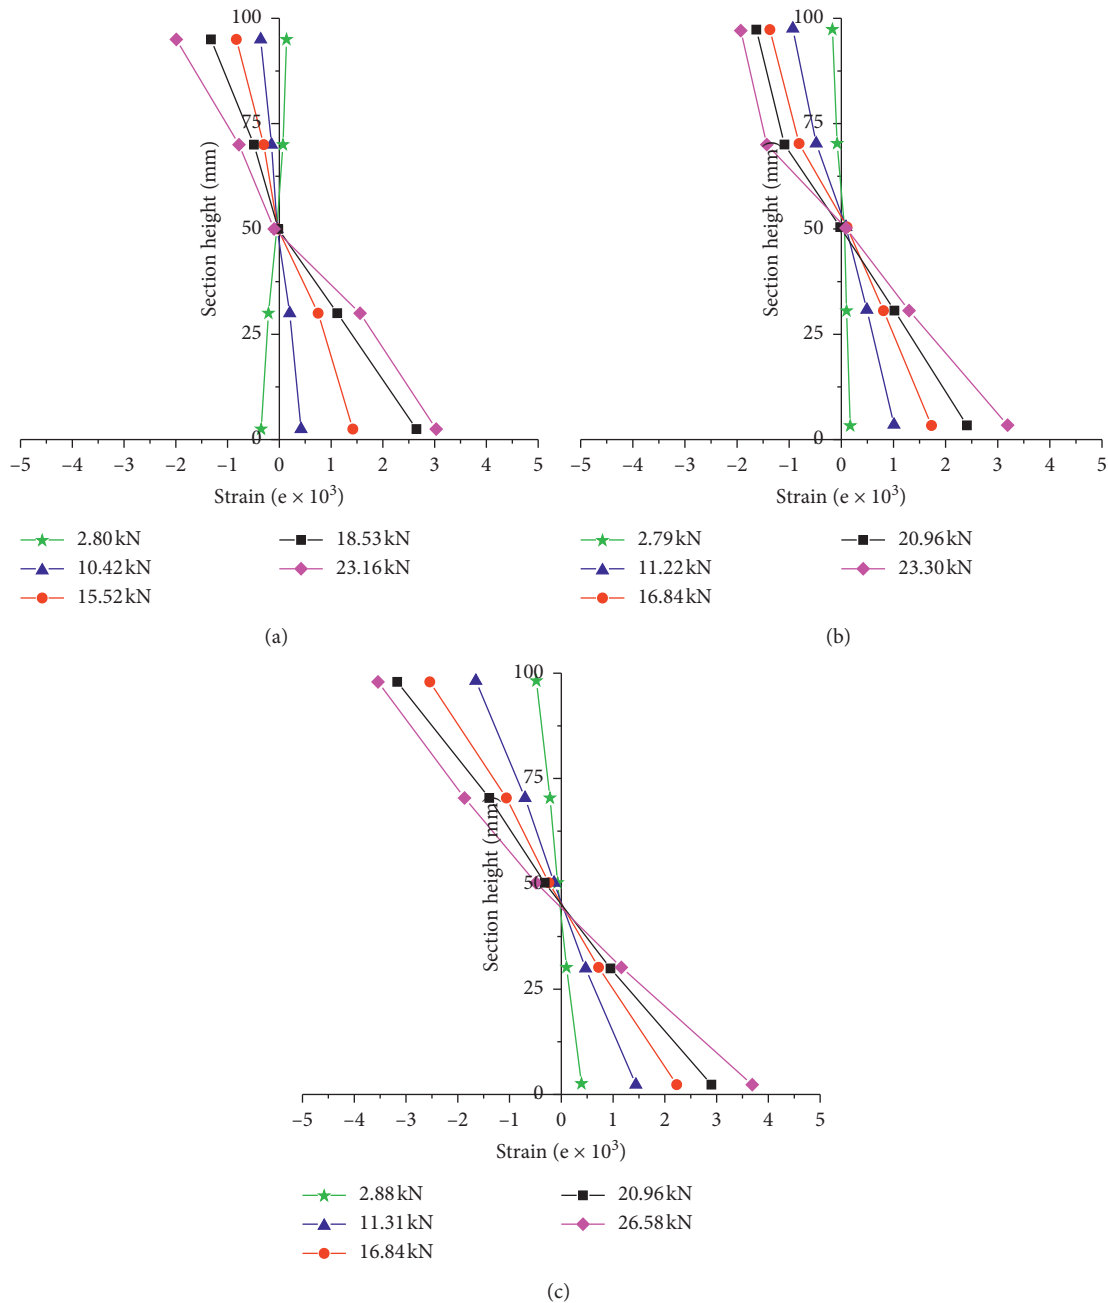 100
75
50
25
0
Section height (mm)
–5 –4 –3 –2 –1 0 1 2 3 4 5
Strain (e × 10³)
2.80 kN
10.42 kN
15.52 kN
18.53 kN
23.16 kN
(a)
100
75
50
25
0
Section height (mm)
–5 –4 –3 –2 –1 0 1 2 3 4 5
Strain (e × 10³)
2.79 kN
11.22 kN
16.84 kN
20.96 kN
23.30 kN
(b)
100
75
50
25
0
Section height (mm)
–5 –4 –3 –2 –1 0 1 2 3 4 5
Strain (e × 10³)
2.88 kN
11.31 kN
16.84 kN
20.96 kN
26.58 kN
(c)